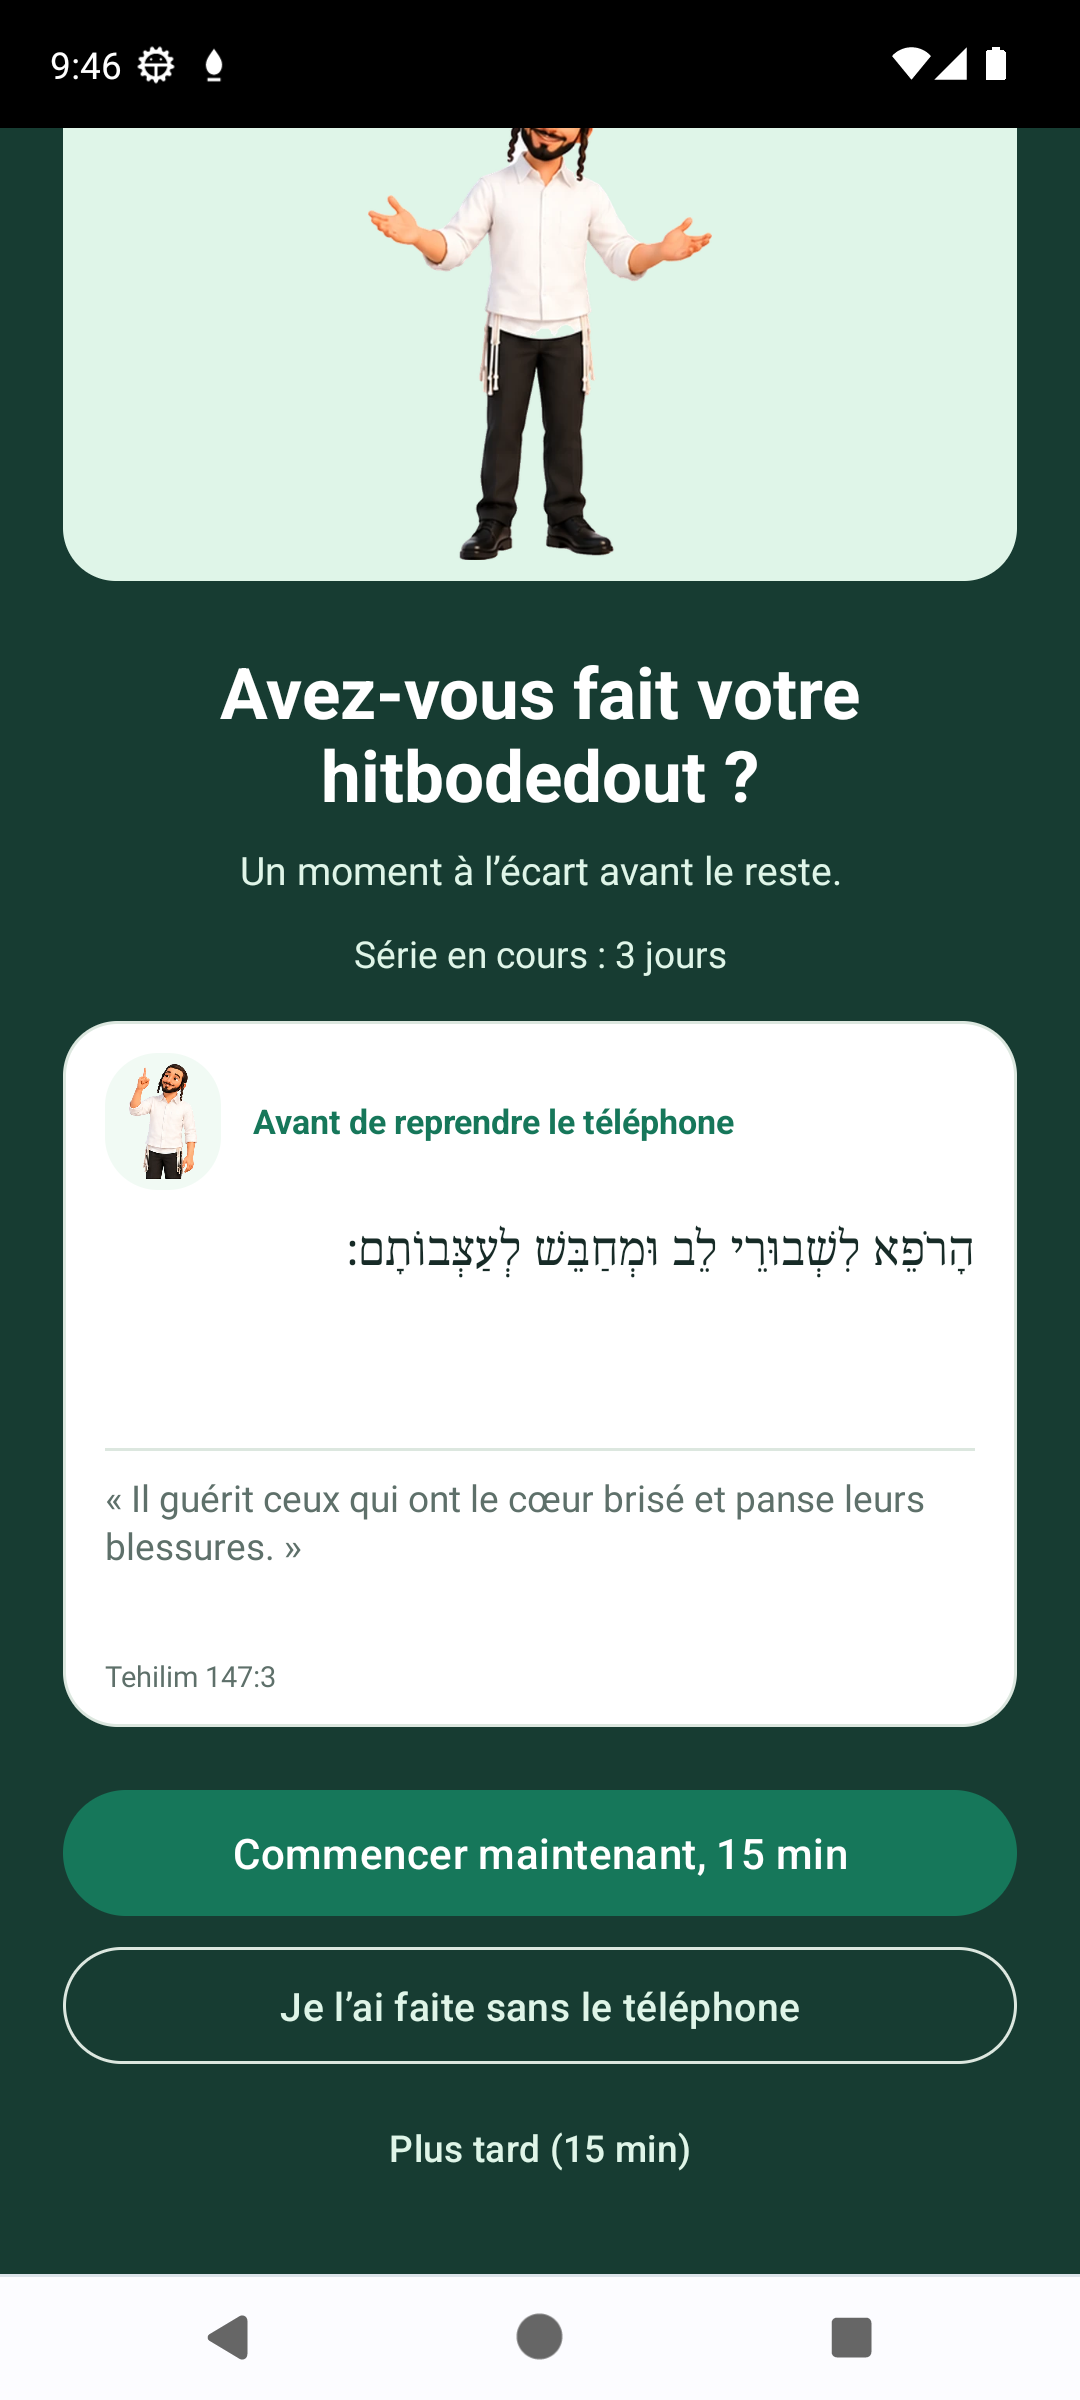 9:46
Avez-vous fait votre
hitbodedout ?
Un moment à l’écart avant le reste.
Série en cours : 3 jours
Avant de reprendre le téléphone
הָרֹפֵא לִשְׁבוּרֵי לֵב וּמְחַבֵּשׁ לְעַצְּבוֹתָם:
« Il guérit ceux qui ont le cœur brisé et panse leurs
blessures. »
Tehilim 147:3
Commencer maintenant, 15 min
Je l’ai faite sans le téléphone
Plus tard (15 min)